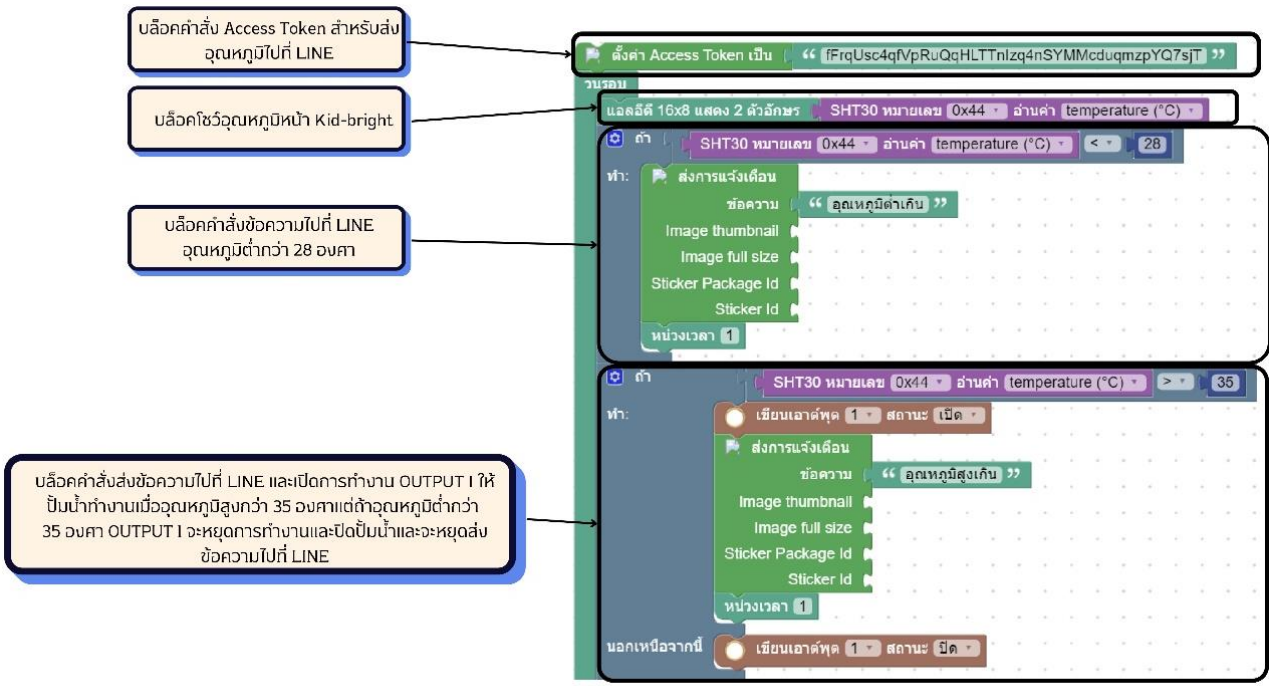 บล็อคคำสั่ง Access Token สำหรับส่ง
อุณหภูมิไปที่ LINE
บล็อคโชว์อุณหภูมิหน้า Kid-bright
บล็อคคำสั่งข้อความไปที่ LINE
อุณหภูมิต่ำกว่า 28 องศา
บล็อคคำสั่งส่งข้อความไปที่ LINE และเปิดการทำงาน OUTPUT I ให้
ปั้มน้ำทำงานเมื่ออุณหภูมิสูงกว่า 35 องศาแต่ถ้าอุณหภูมิต่ำกว่า
35 องศา OUTPUT I จะหยุดการทำงานและปิดปั้มน้ำและจะหยุดส่ง
ข้อความไปที่ LINE
ตั้งค่า Access Token เป็น “ ”
วนรอบ
แอลอีดี 16x8 แสดง 2 ตัวอักษร SHT30 หมายเลข 0x44 อ่านค่า temperature (°C)
ถ้า SHT30 หมายเลข 0x44 อ่านค่า temperature (°C) < 28
ทำ: ส่งการแจ้งเตือน
ข้อความ “ อุณหภูมิต่ำเกิน ”
Image thumbnail
Image full size
Sticker Package Id
Sticker Id
หน่วงเวลา 1
ถ้า SHT30 หมายเลข 0x44 อ่านค่า temperature (°C) > 35
ทำ: เขียนเอาต์พุต 1 สถานะ เปิด
ส่งการแจ้งเตือน
ข้อความ “ อุณหภูมิสูงเกิน ”
Image thumbnail
Image full size
Sticker Package Id
Sticker Id
หน่วงเวลา 1
นอกเหนือจากนี้ เขียนเอาต์พุต 1 สถานะ ปิด